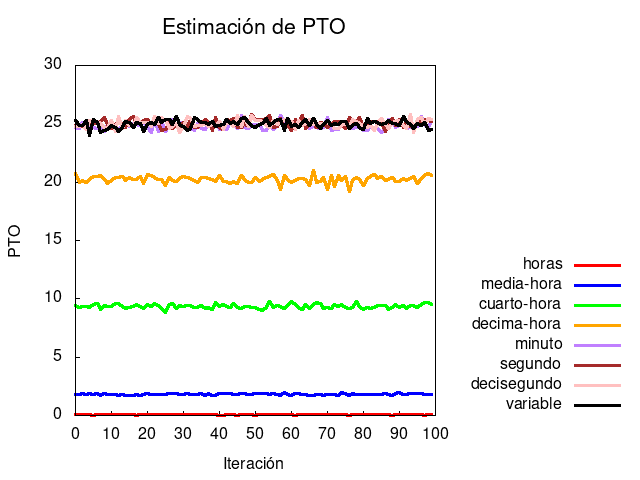 Estimación de PTO
30
25
20
15
10
5
0
PTO
0 10 20 30 40 50 60 70 80 90 100
Iteración
horas
media-hora
cuarto-hora
decima-hora
minuto
segundo
decisegundo
variable